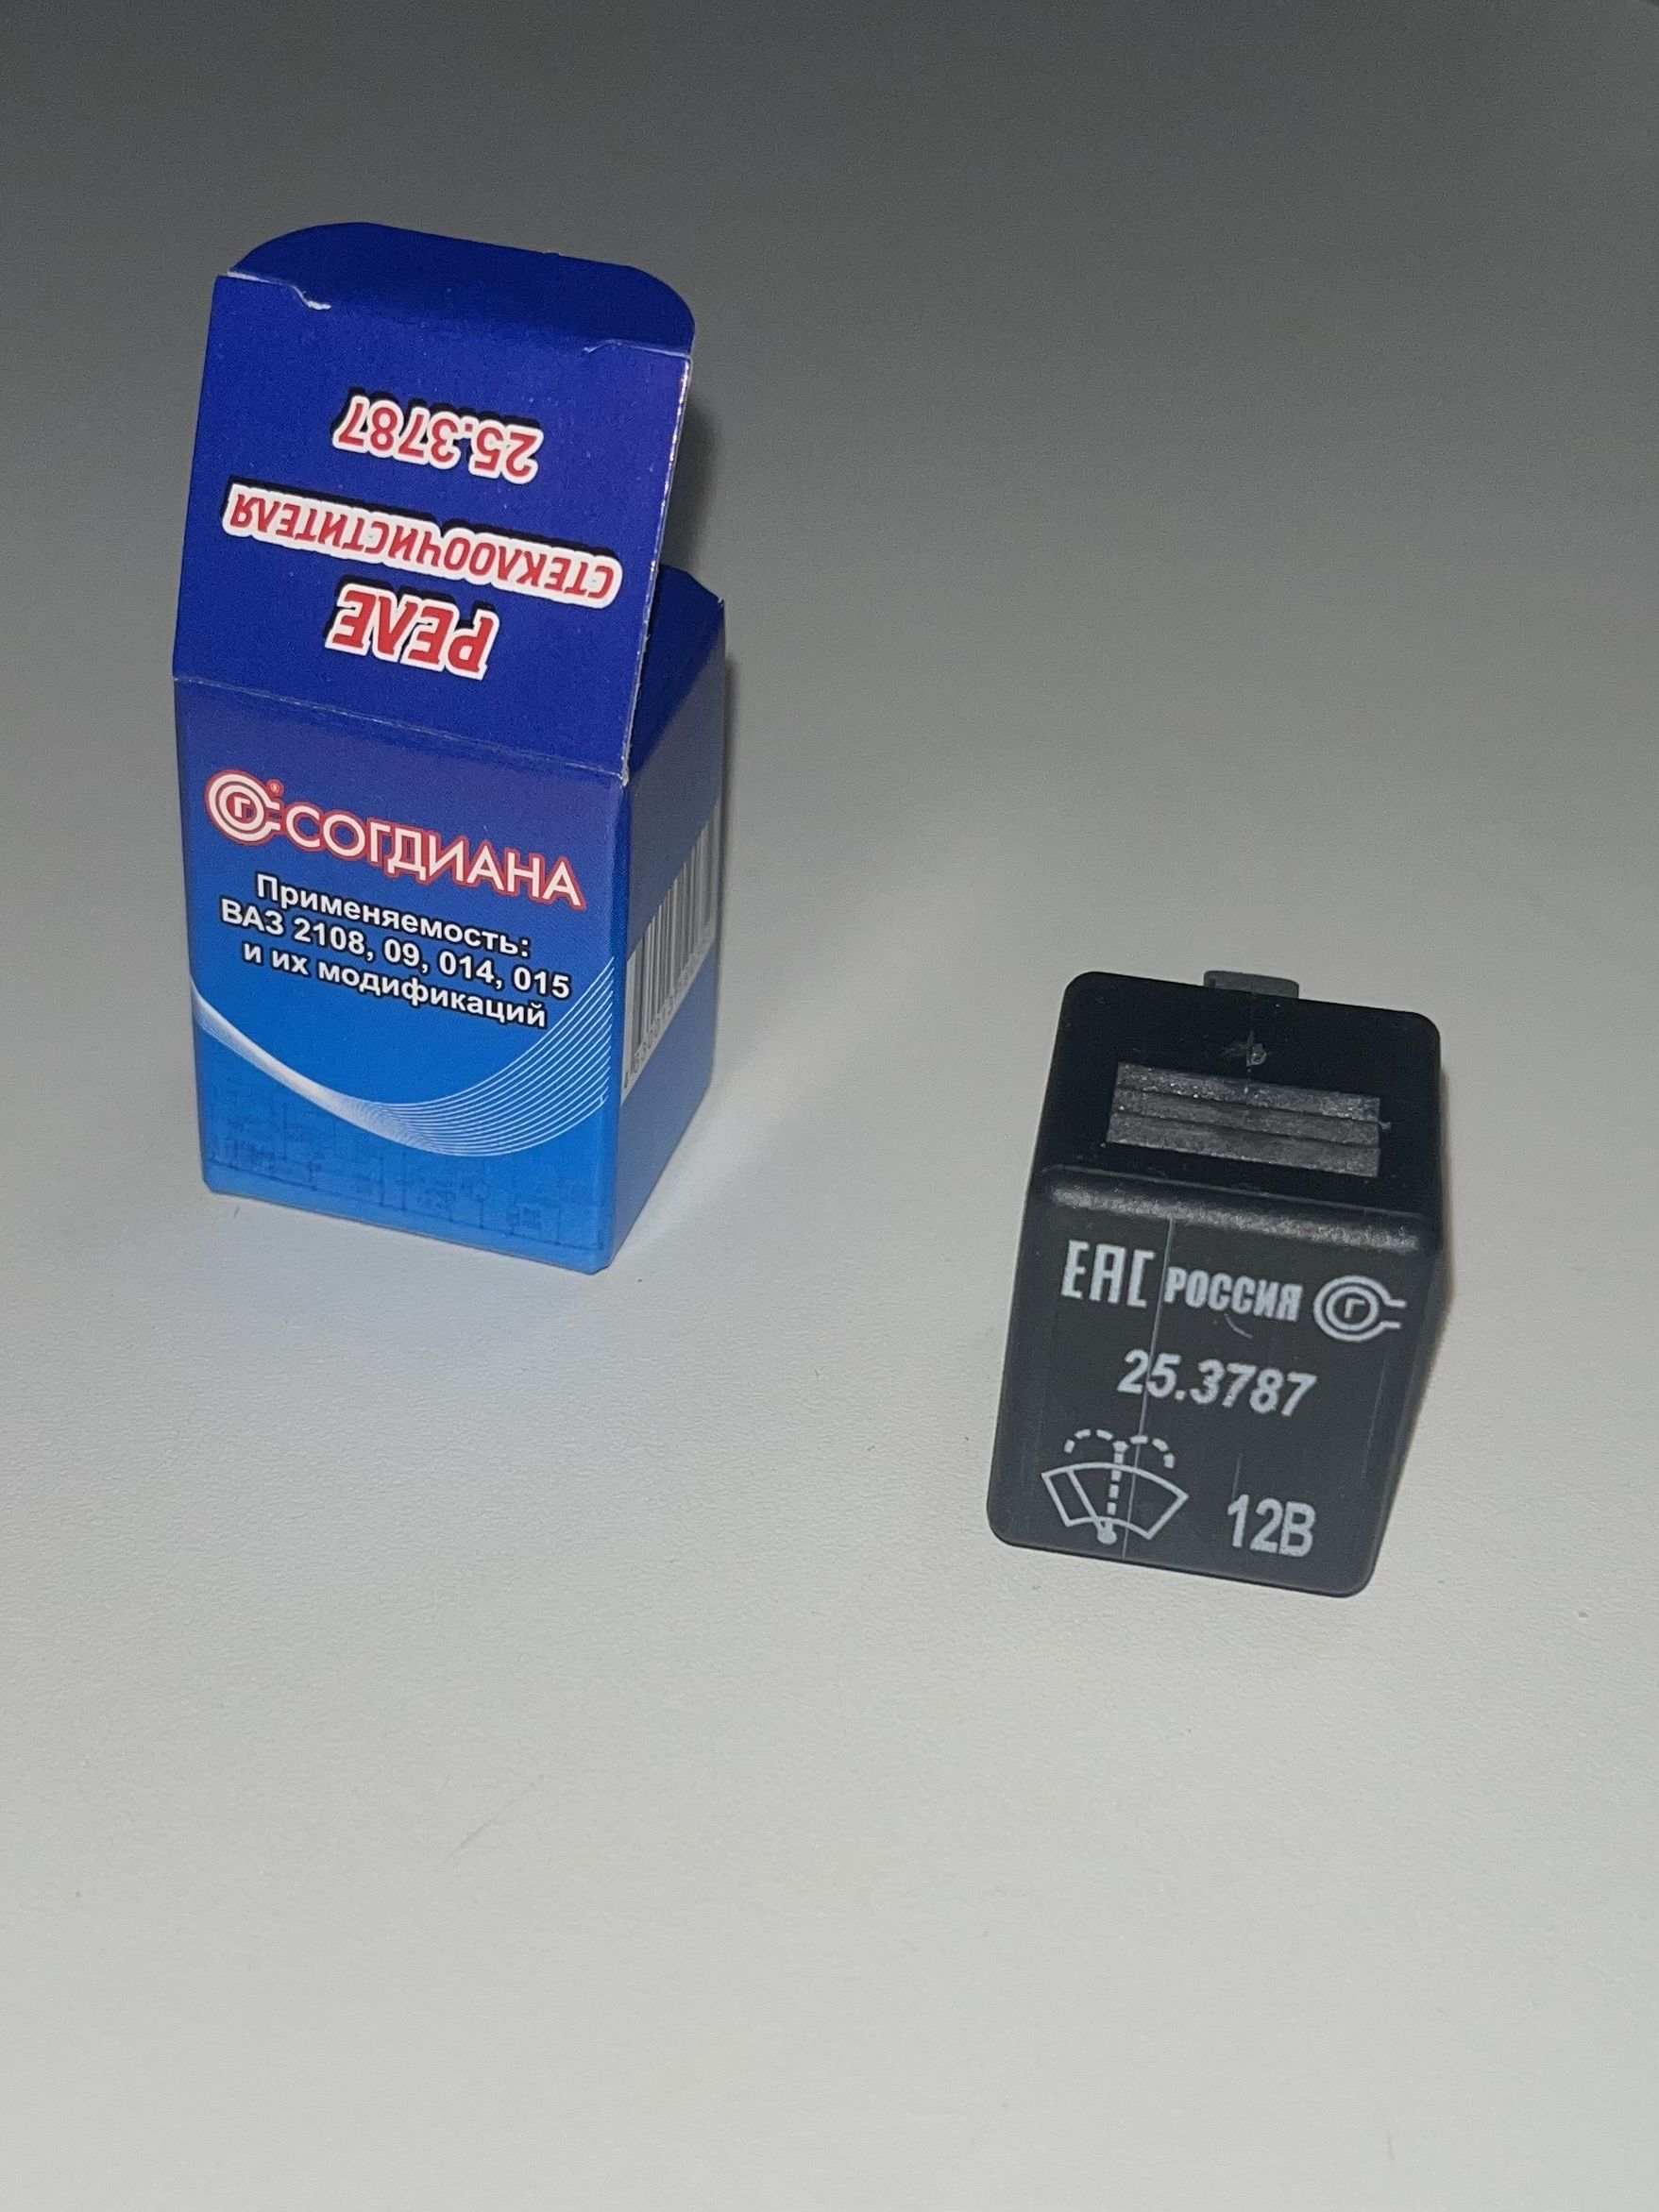 РЕЛЕ
СТЕКЛООЧИСТИТЕЛЯ
25.3787
СОГДИАНА
Применяемость:
ВАЗ 2108, 09, 014, 015
и их модификаций
ЕАС РОССИЯ
25.3787
12В